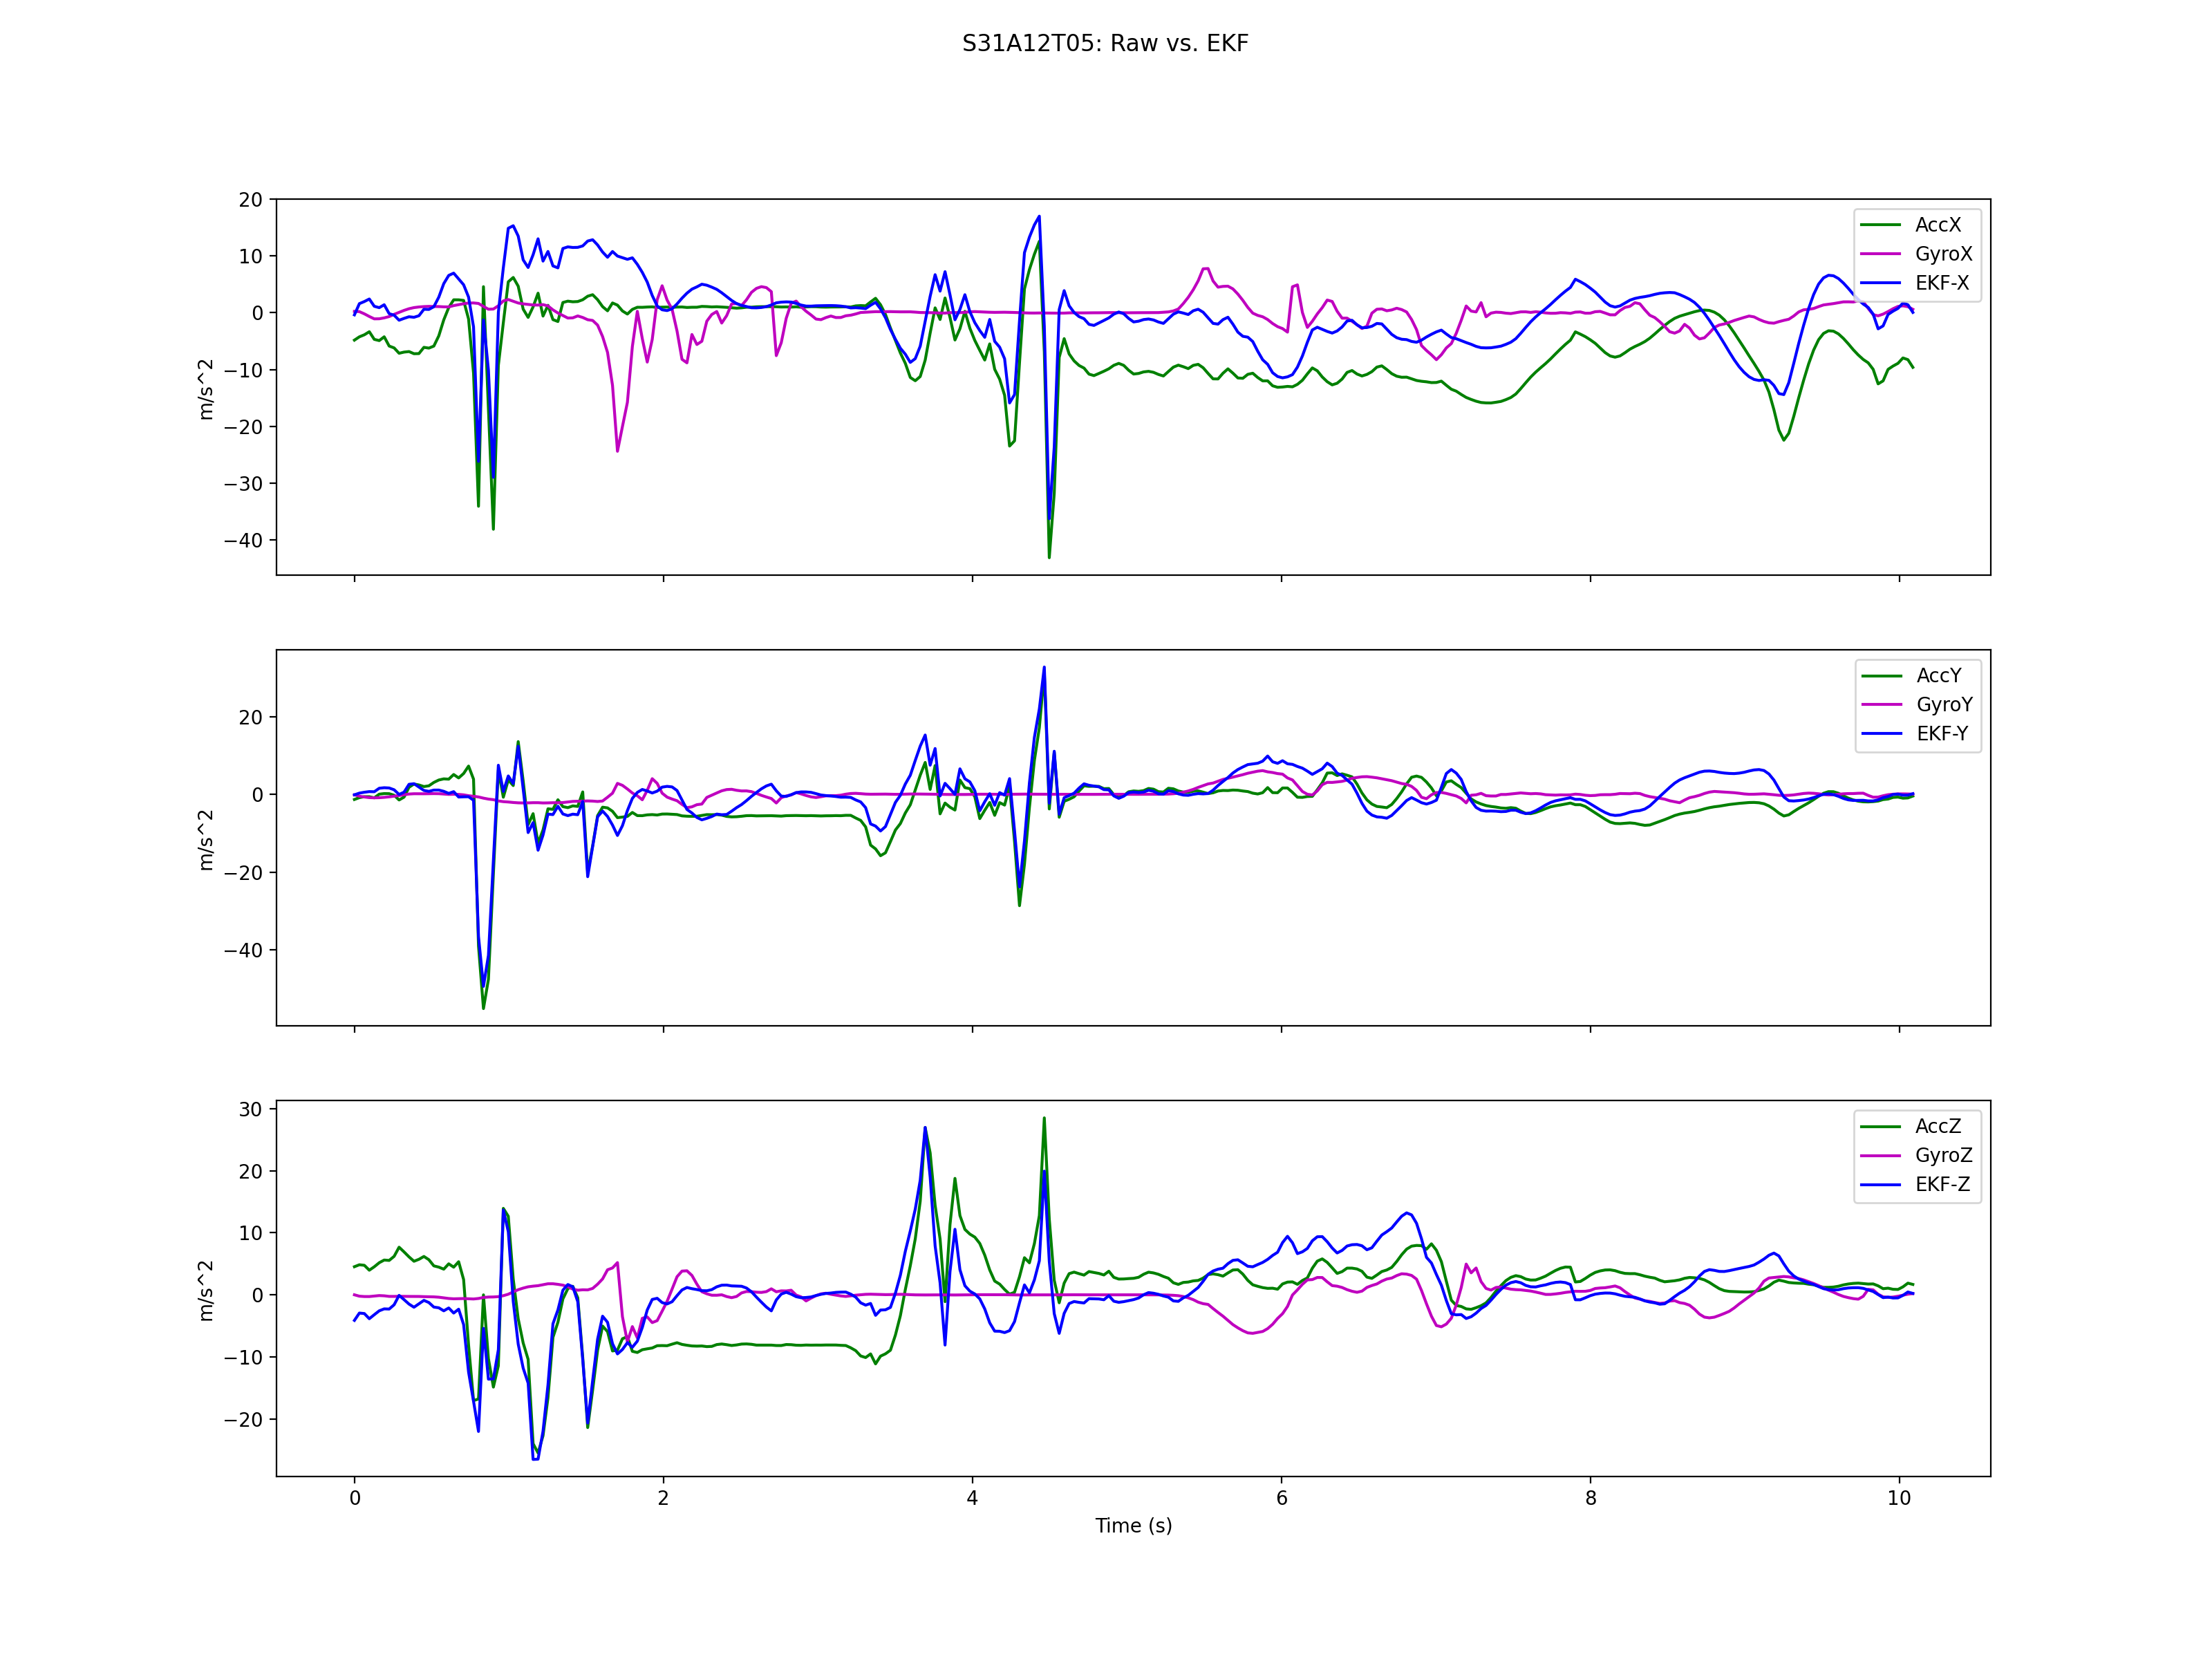 S31A12T05: Raw vs. EKF
20
10
0
−10
−20
−30
−40
m/s^2
AccX
GyroX
EKF-X
20
0
−20
−40
m/s^2
AccY
GyroY
EKF-Y
30
20
10
0
−10
−20
m/s^2
AccZ
GyroZ
EKF-Z
0 2 4 6 8 10
Time (s)